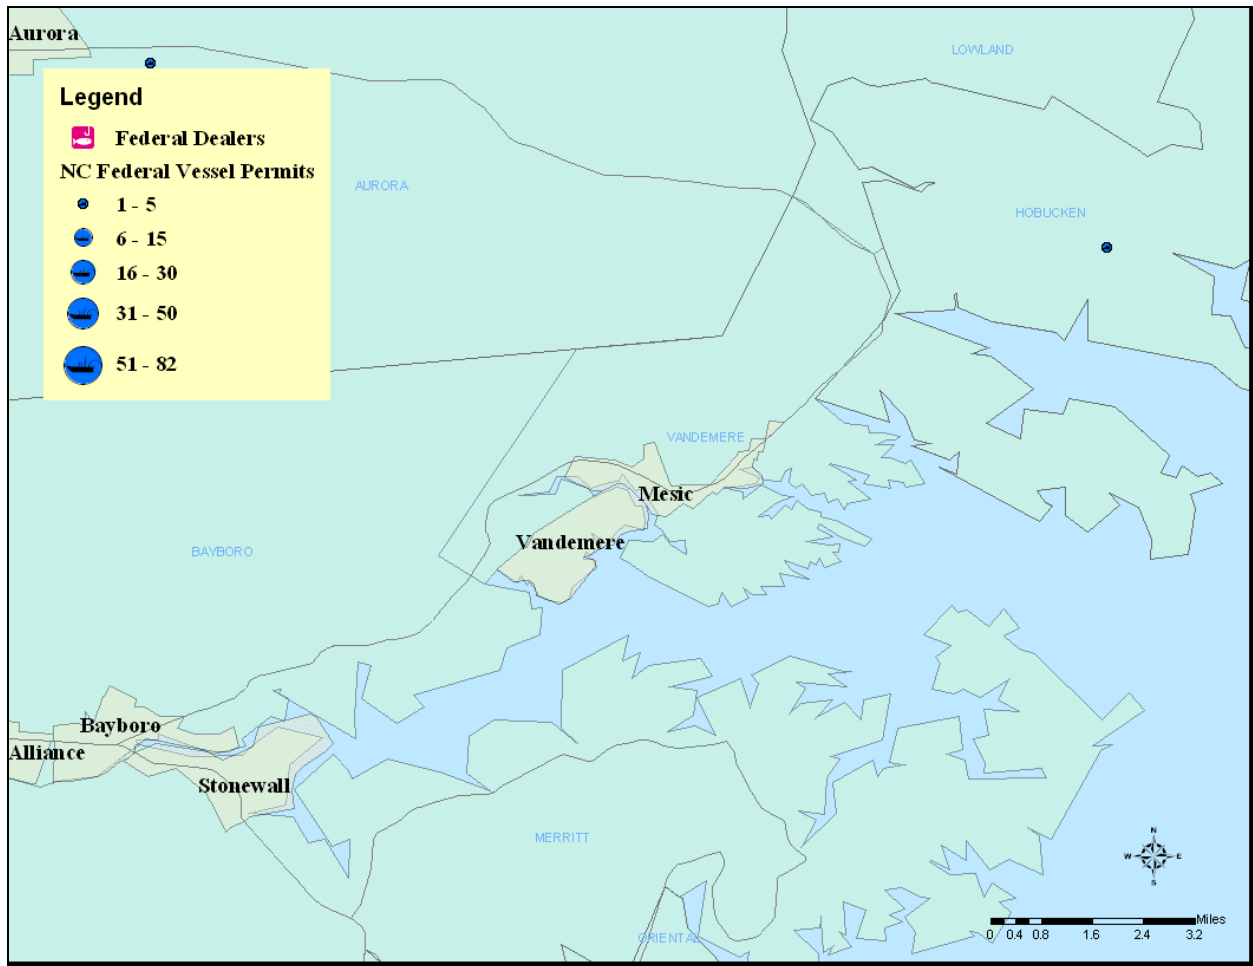 Aurora
LOWLAND
Legend
Federal Dealers
NC Federal Vessel Permits
1 - 5
6 - 15
16 - 30
31 - 50
51 - 82
AURORA
HOBUCKEN
VANDEMERE
Mesic
Vandemere
BAYBORO
Bayboro
Alliance
Stonewall
MERRITT
ORIENTAL
N
W E
S
Miles
0 0.4 0.8 1.6 2.4 3.2